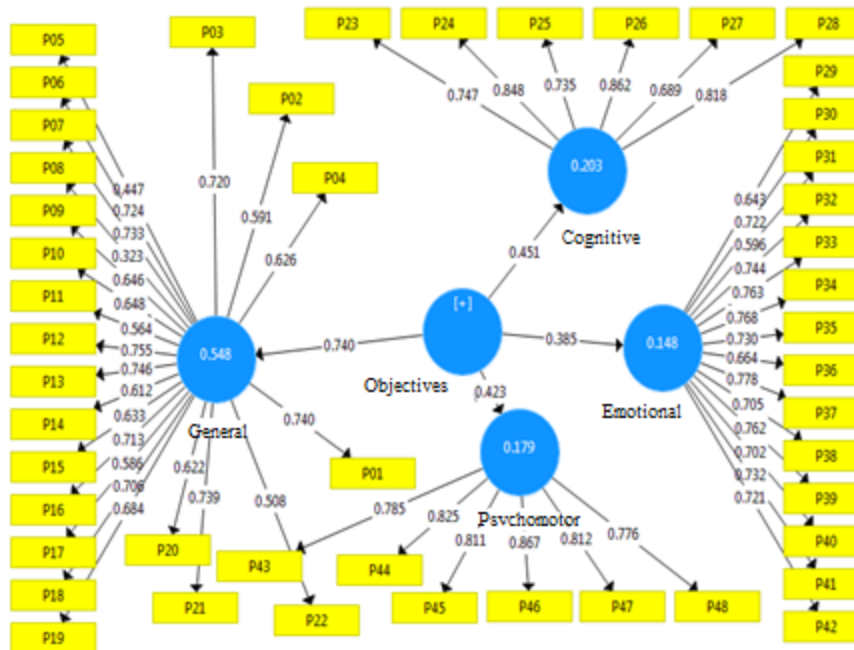 P23 P24 P25 P26 P27 P28
P03
P05
P06
P07
P08
P09
P10
P11
P12
P13
P14
P15
P16
P17
P18
P19
P02
P04
0.720
0.591
0.626
0.447
0.724
0.733
0.323
0.646
0.648
0.564
0.755
0.746
0.612
0.633
0.713
0.586
0.706
0.684
0.548
General
0.740
0.622
0.739
0.508
0.740
P01
P20
P21
P22
[+]
Objectives
0.451
0.385
0.423
0.747
0.848
0.735
0.862
0.689
0.818
0.203
Cognitive
P29
P30
P31
P32
P33
P34
P35
P36
P37
P38
P39
P40
P41
P42
0.643
0.722
0.596
0.744
0.763
0.768
0.730
0.664
0.778
0.705
0.762
0.702
0.732
0.721
0.148
Emotional
0.179
Psychomotor
0.785
0.825
0.811
0.867
0.812
0.776
P43
P44
P45
P46
P47
P48